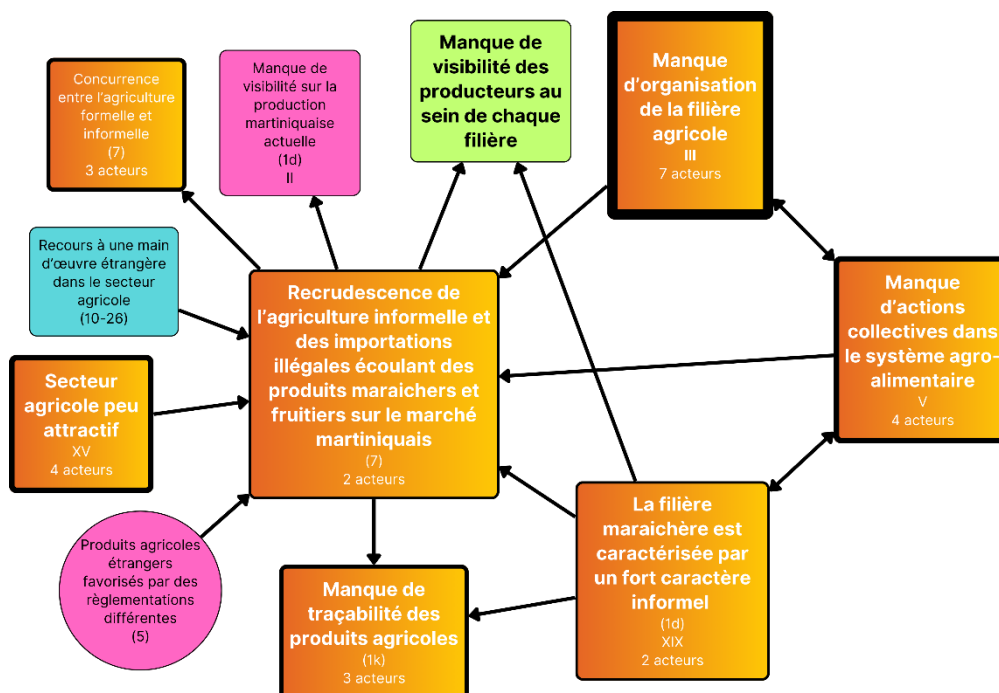 Concurrence
entre l'agriculture
formelle et
informelle
(7)
3 acteurs
Manque de
visibilité sur la
production
martiniquaise
actuelle
(1d)
II
Manque de
visibilité des
producteurs au
sein de chaque
filière
Manque
d'organisation
de la filière
agricole
III
7 acteurs
Recours à une main
d'œuvre étrangère
dans le secteur
agricole
(10-26)
Recrudescence de
l'agriculture informelle et
des importations
illégales écoulant des
produits maraichers et
fruitiers sur le marché
martiniquais
(7)
2 acteurs
Manque
d'actions
collectives dans
le système agro-
alimentaire
V
4 acteurs
Secteur
agricole peu
attractif
XV
4 acteurs
Produits agricoles
étrangers
favorisés par des
règlementations
différentes
(5)
Manque de
traçabilité des
produits agricoles
(1k)
3 acteurs
La filière
maraichère est
caractérisée par
un fort caractère
informel
(1d)
XIX
2 acteurs